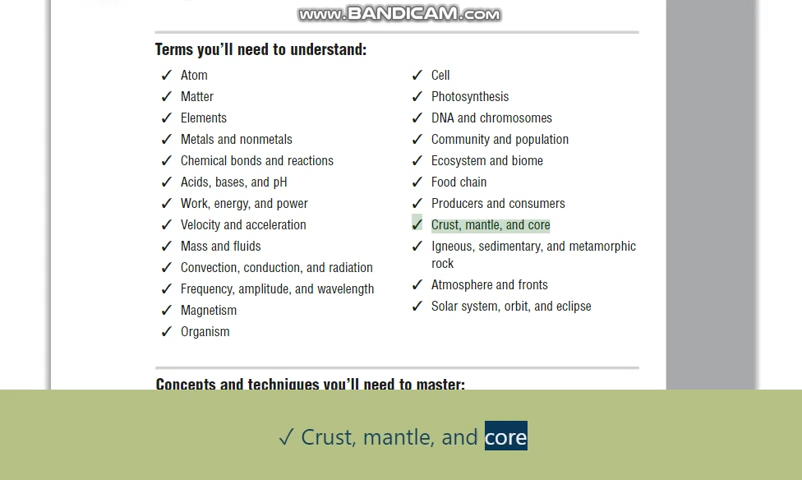 www.BANDICAM.com
Terms you'll need to understand:
✓ Atom
✓ Matter
✓ Elements
✓ Metals and nonmetals
✓ Chemical bonds and reactions
✓ Acids, bases, and pH
✓ Work, energy, and power
✓ Velocity and acceleration
✓ Mass and fluids
✓ Convection, conduction, and radiation
✓ Frequency, amplitude, and wavelength
✓ Magnetism
✓ Organism
✓ Cell
✓ Photosynthesis
✓ DNA and chromosomes
✓ Community and population
✓ Ecosystem and biome
✓ Food chain
✓ Producers and consumers
✓ Crust, mantle, and core
✓ Igneous, sedimentary, and metamorphic
rock
✓ Atmosphere and fronts
✓ Solar system, orbit, and eclipse
Concepts and techniques you'll need to master:
✓ Crust, mantle, and core